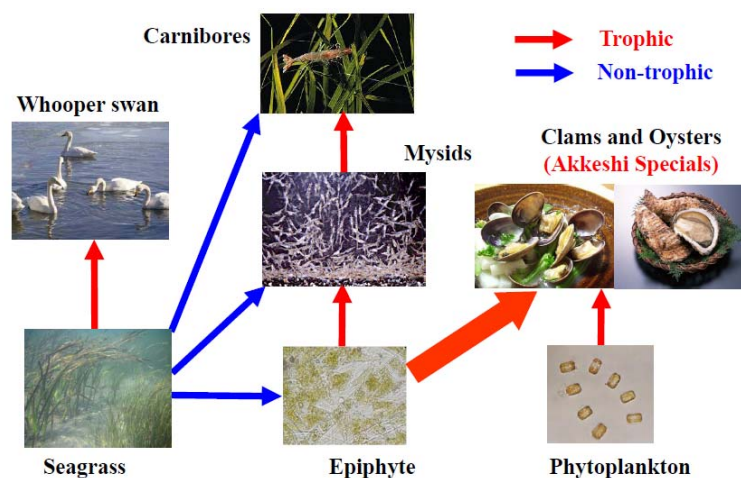 Carnibores
Trophic
Non-trophic
Whooper swan
Mysids
Clams and Oysters
(Akkeshi Specials)
Seagrass
Epiphyte
Phytoplankton